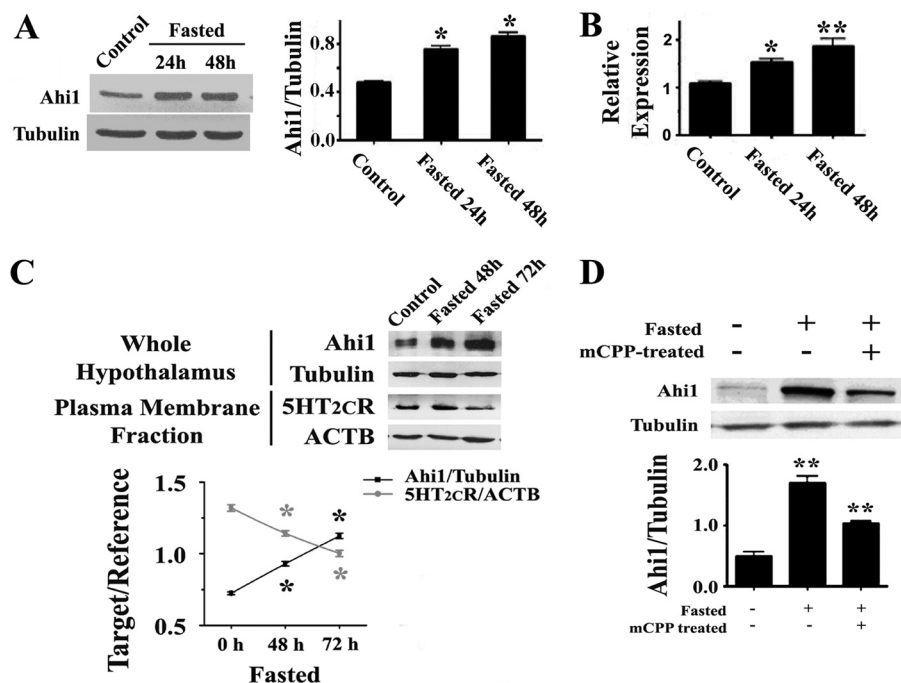 A
Control
Fasted
24h 48h
Ahi1
Tubulin
Ahi1/Tubulin
0.8
0.4
0.0
* *
Control
Fasted 24h
Fasted 48h
B
Relative
Expression
2
1
0
* **
Control
Fasted 24h
Fasted 48h
C
Control
Fasted 48h
Fasted 72h
Whole
Hypothalamus
Ahi1
Tubulin
Plasma Membrane
Fraction
5HT2CR
ACTB
Ahi1/Tubulin
5HT2CR/ACTB
Target/Reference
1.5
1.0
0.5
* *
* *
0 h 48 h 72 h
Fasted
D
Fasted - + +
mCPP-treated - - +
Ahi1
Tubulin
Ahi1/Tubulin
2.0
1.0
0.0
** **
Fasted - + +
mCPP treated - - +